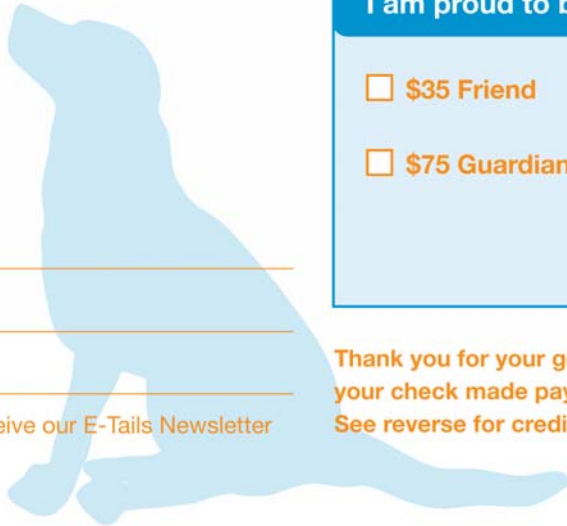 I am proud to b
$35 Friend
$75 Guardian
eive our E-Tails Newsletter
Thank you for your g
your check made pay
See reverse for credi